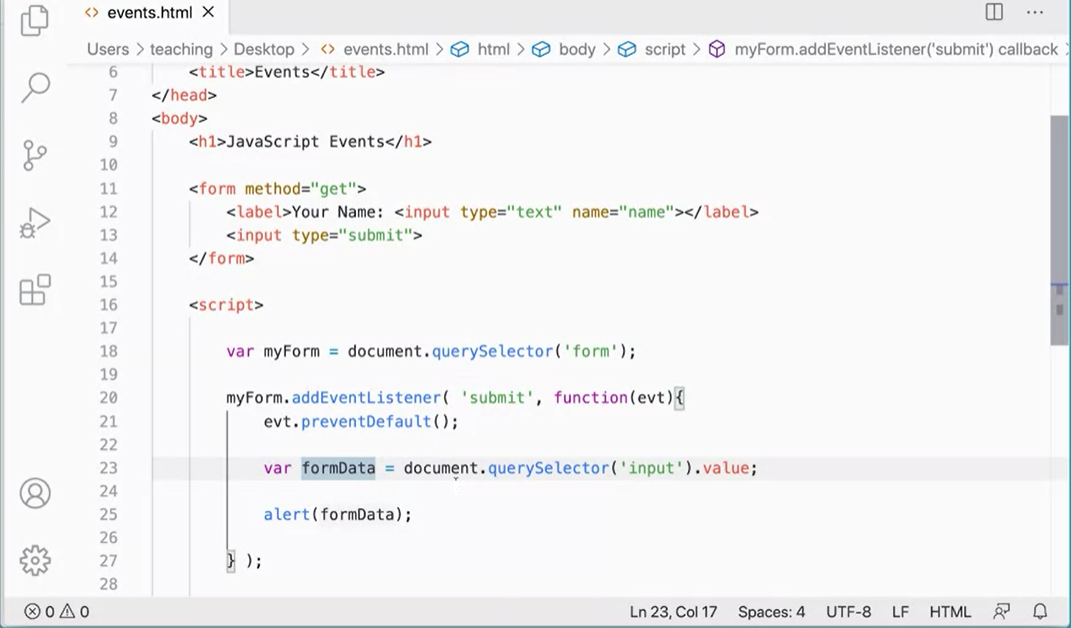 <> events.html ×
Users > teaching > Desktop > <> events.html > html > body > script > myForm.addEventListener('submit') callback >
6 <title>Events</title>
7 </head>
8 <body>
9 <h1>JavaScript Events</h1>
10
11 <form method="get">
12 <label>Your Name: <input type="text" name="name"></label>
13 <input type="submit">
14 </form>
15
16 <script>
17
18 var myForm = document.querySelector('form');
19
20 myForm.addEventListener( 'submit', function(evt){
21 evt.preventDefault();
22
23 var formData = document.querySelector('input').value;
24
25 alert(formData);
26
27 } );
28
0 0 Ln 23, Col 17 Spaces: 4 UTF-8 LF HTML